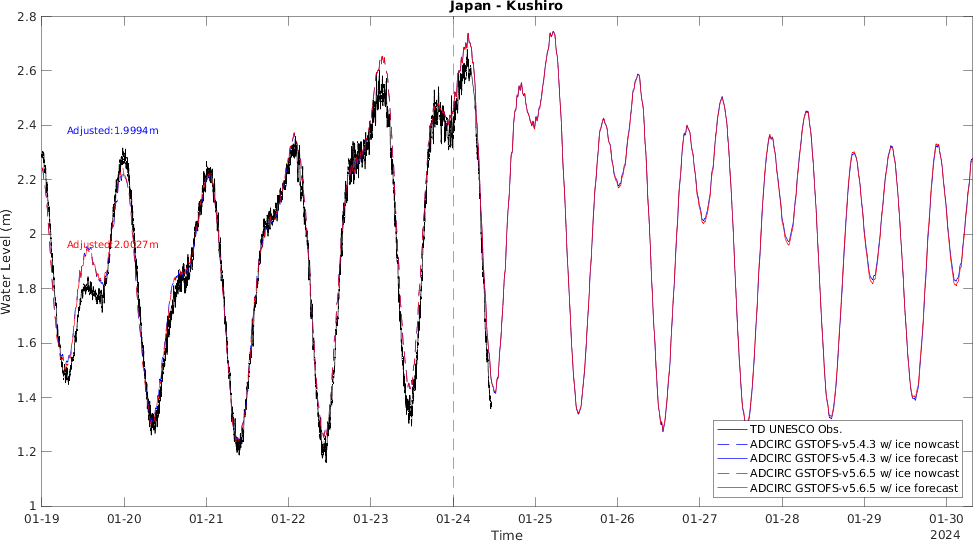 Japan - Kushiro
2.8
2.6
2.4
2.2
2
1.8
1.6
1.4
1.2
1
Water Level (m)
Adjusted:1.9994m
Adjusted:2.0027m
TD UNESCO Obs.
ADCIRC GSTOFS-v5.4.3 w/ ice nowcast
ADCIRC GSTOFS-v5.4.3 w/ ice forecast
ADCIRC GSTOFS-v5.6.5 w/ ice nowcast
ADCIRC GSTOFS-v5.6.5 w/ ice forecast
01-19 01-20 01-21 01-22 01-23 01-24 01-25 01-26 01-27 01-28 01-29 01-30
2024
Time